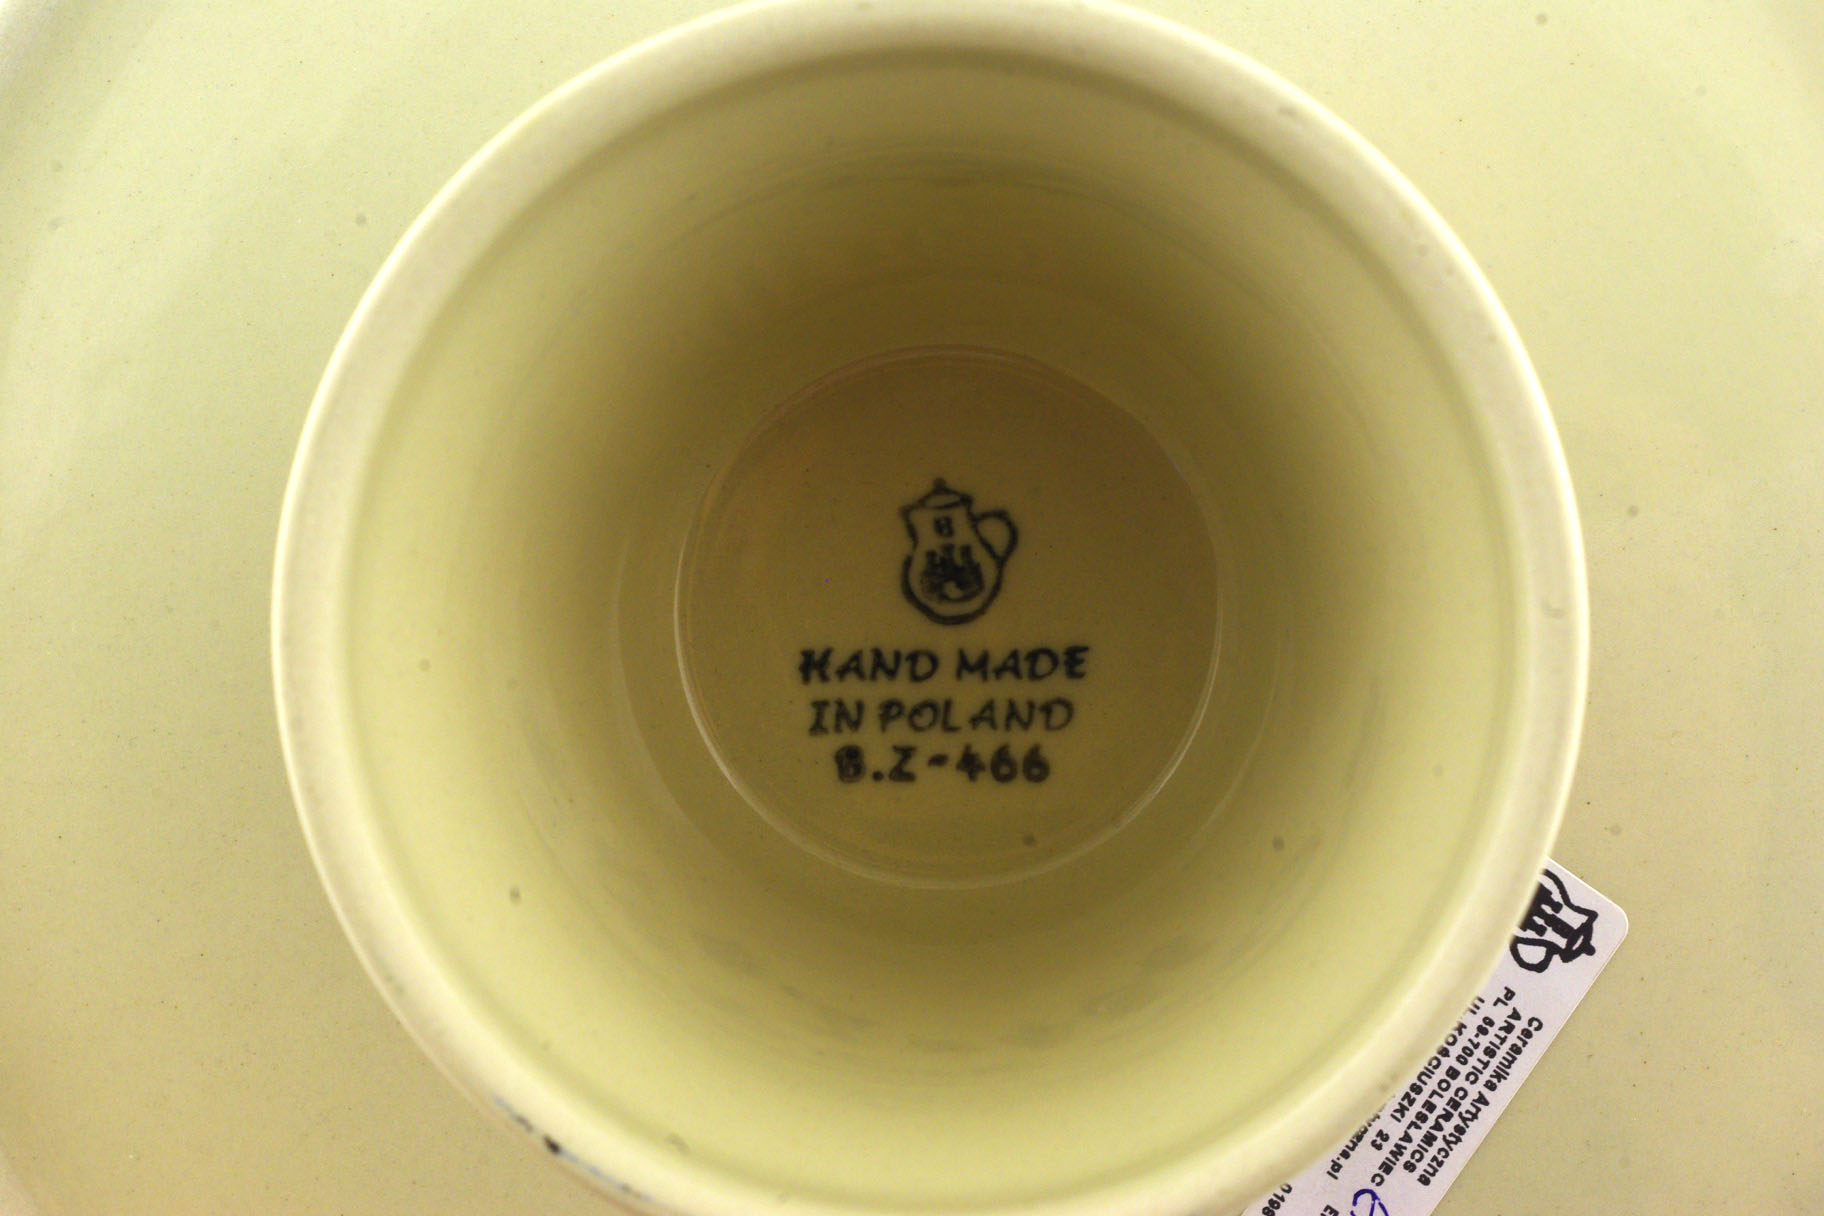 HAND MADE
IN POLAND
B.Z-466
Ceramika Artystyczna
ARTISTIC CERAMICS
PL 59-700 BOLESŁAWIEC
UL.KOŚCIUSZKI 23